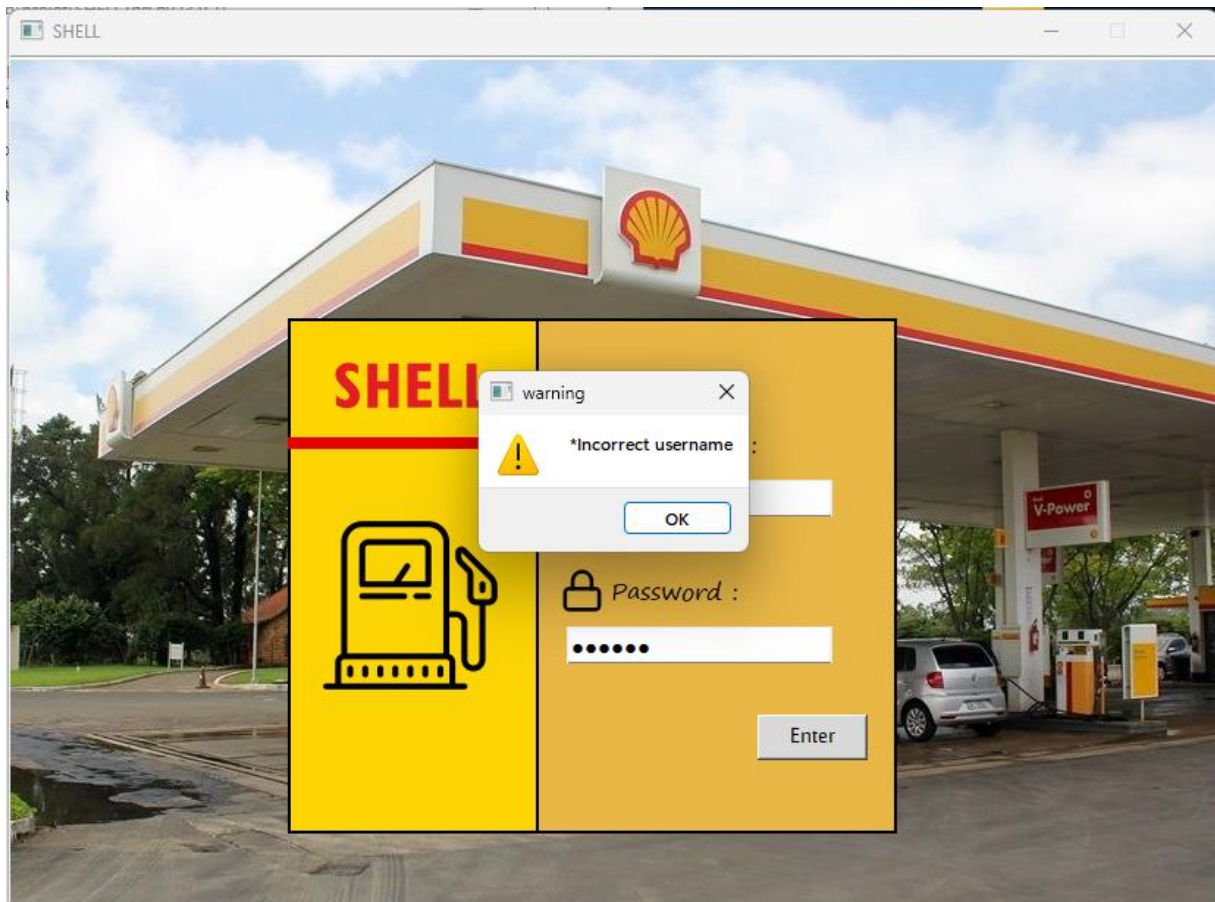 SHELL
SHELL
warning
*Incorrect username
:
OK
Password :
••••••
Enter
V-Power